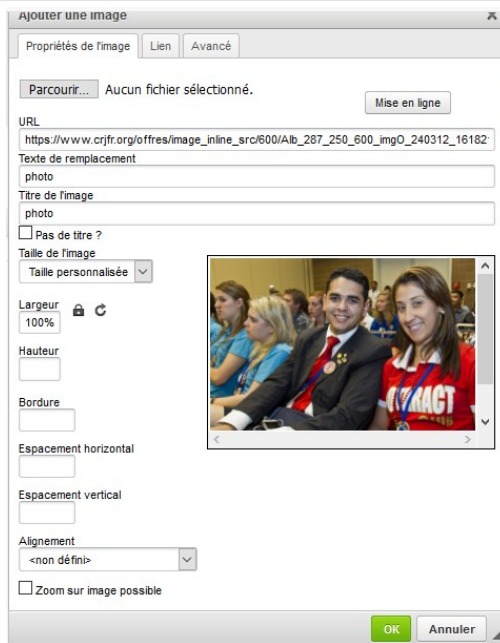 Ajouter une image
Propriétés de l'image Lien Avancé
Parcourir... Aucun fichier sélectionné.
Mise en ligne
URL
https://www.crjfr.org/offres/image_inline_src/600/Alb_287_250_600_imgO_240312_16182
Texte de remplacement
photo
Titre de l'image
photo
Pas de titre ?
Taille de l'image
Taille personnalisée
Largeur
100%
Hauteur
Bordure
Espacement horizontal
Espacement vertical
Alignement
<non défini>
Zoom sur image possible
OK Annuler